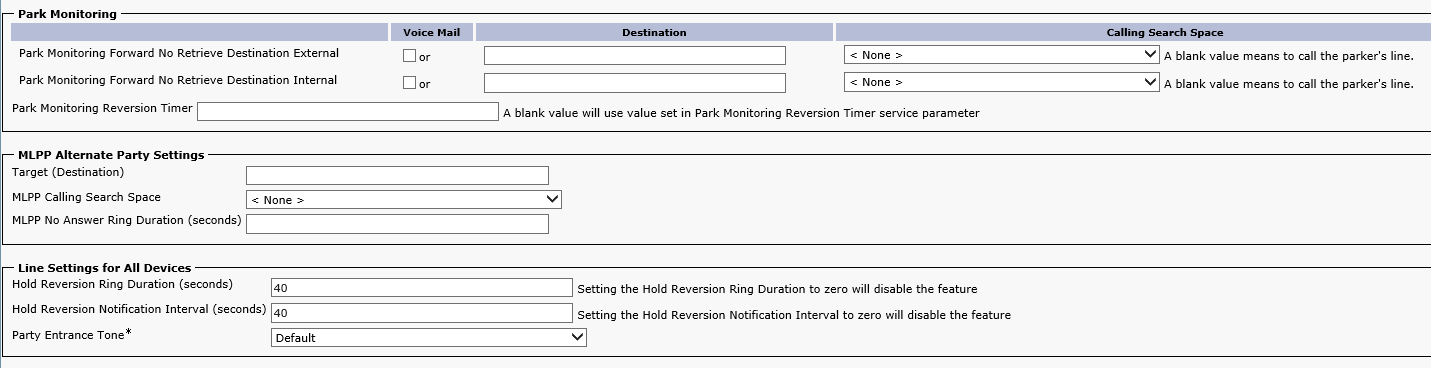 Park Monitoring
Voice Mail Destination Calling Search Space
Park Monitoring Forward No Retrieve Destination External or < None > A blank value means to call the parker's line.
Park Monitoring Forward No Retrieve Destination Internal or < None > A blank value means to call the parker's line.
Park Monitoring Reversion Timer A blank value will use value set in Park Monitoring Reversion Timer service parameter
MLPP Alternate Party Settings
Target (Destination)
MLPP Calling Search Space < None >
MLPP No Answer Ring Duration (seconds)
Line Settings for All Devices
Hold Reversion Ring Duration (seconds) 40 Setting the Hold Reversion Ring Duration to zero will disable the feature
Hold Reversion Notification Interval (seconds) 40 Setting the Hold Reversion Notification Interval to zero will disable the feature
Party Entrance Tone* Default